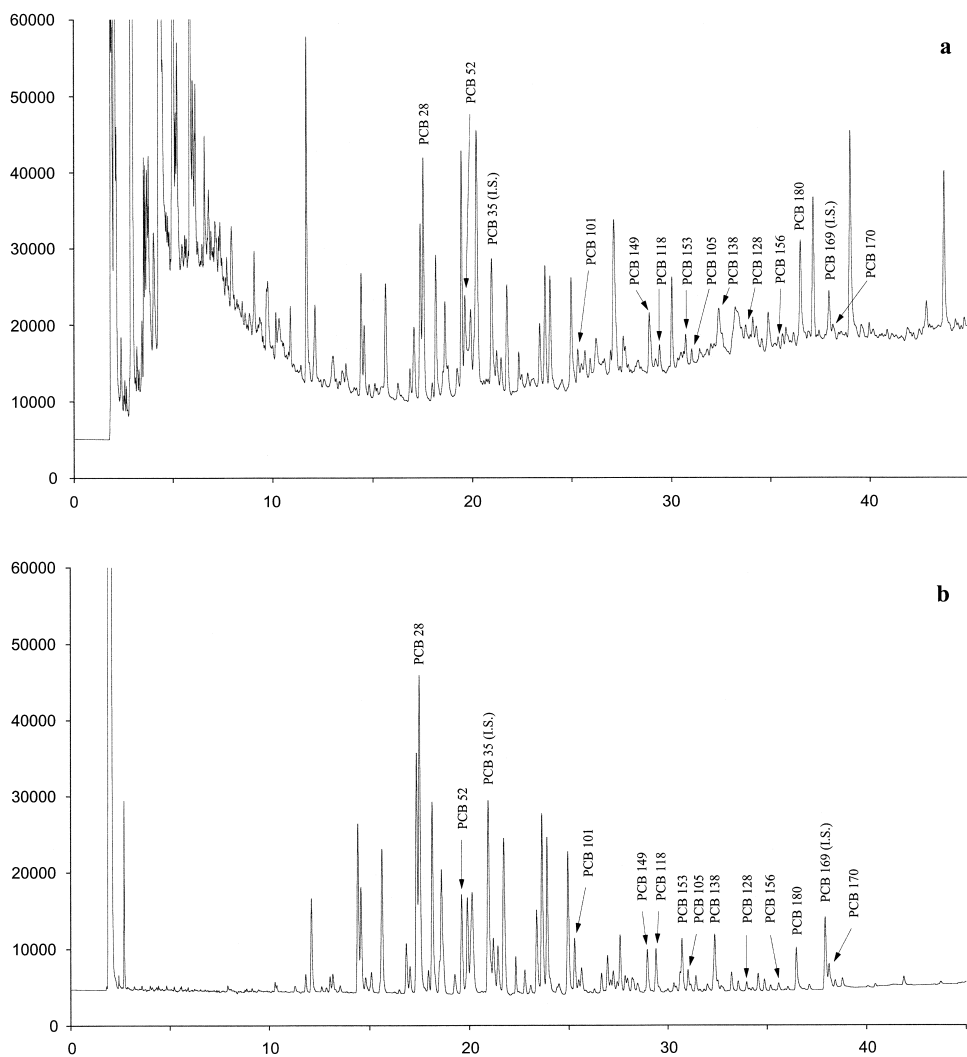 a
60000
50000
40000
30000
20000
10000
0
PCB 28
PCB 52
PCB 35 (I.S.)
PCB 101
PCB 149
PCB 118
PCB 153
PCB 105
PCB 138
PCB 128
PCB 156
PCB 180
PCB 169 (I.S.)
PCB 170
0 10 20 30 40
b
60000
50000
40000
30000
20000
10000
0
PCB 28
PCB 52
PCB 35 (I.S.)
PCB 101
PCB 149
PCB 118
PCB 153
PCB 105
PCB 138
PCB 128
PCB 156
PCB 180
PCB 169 (I.S.)
PCB 170
0 10 20 30 40